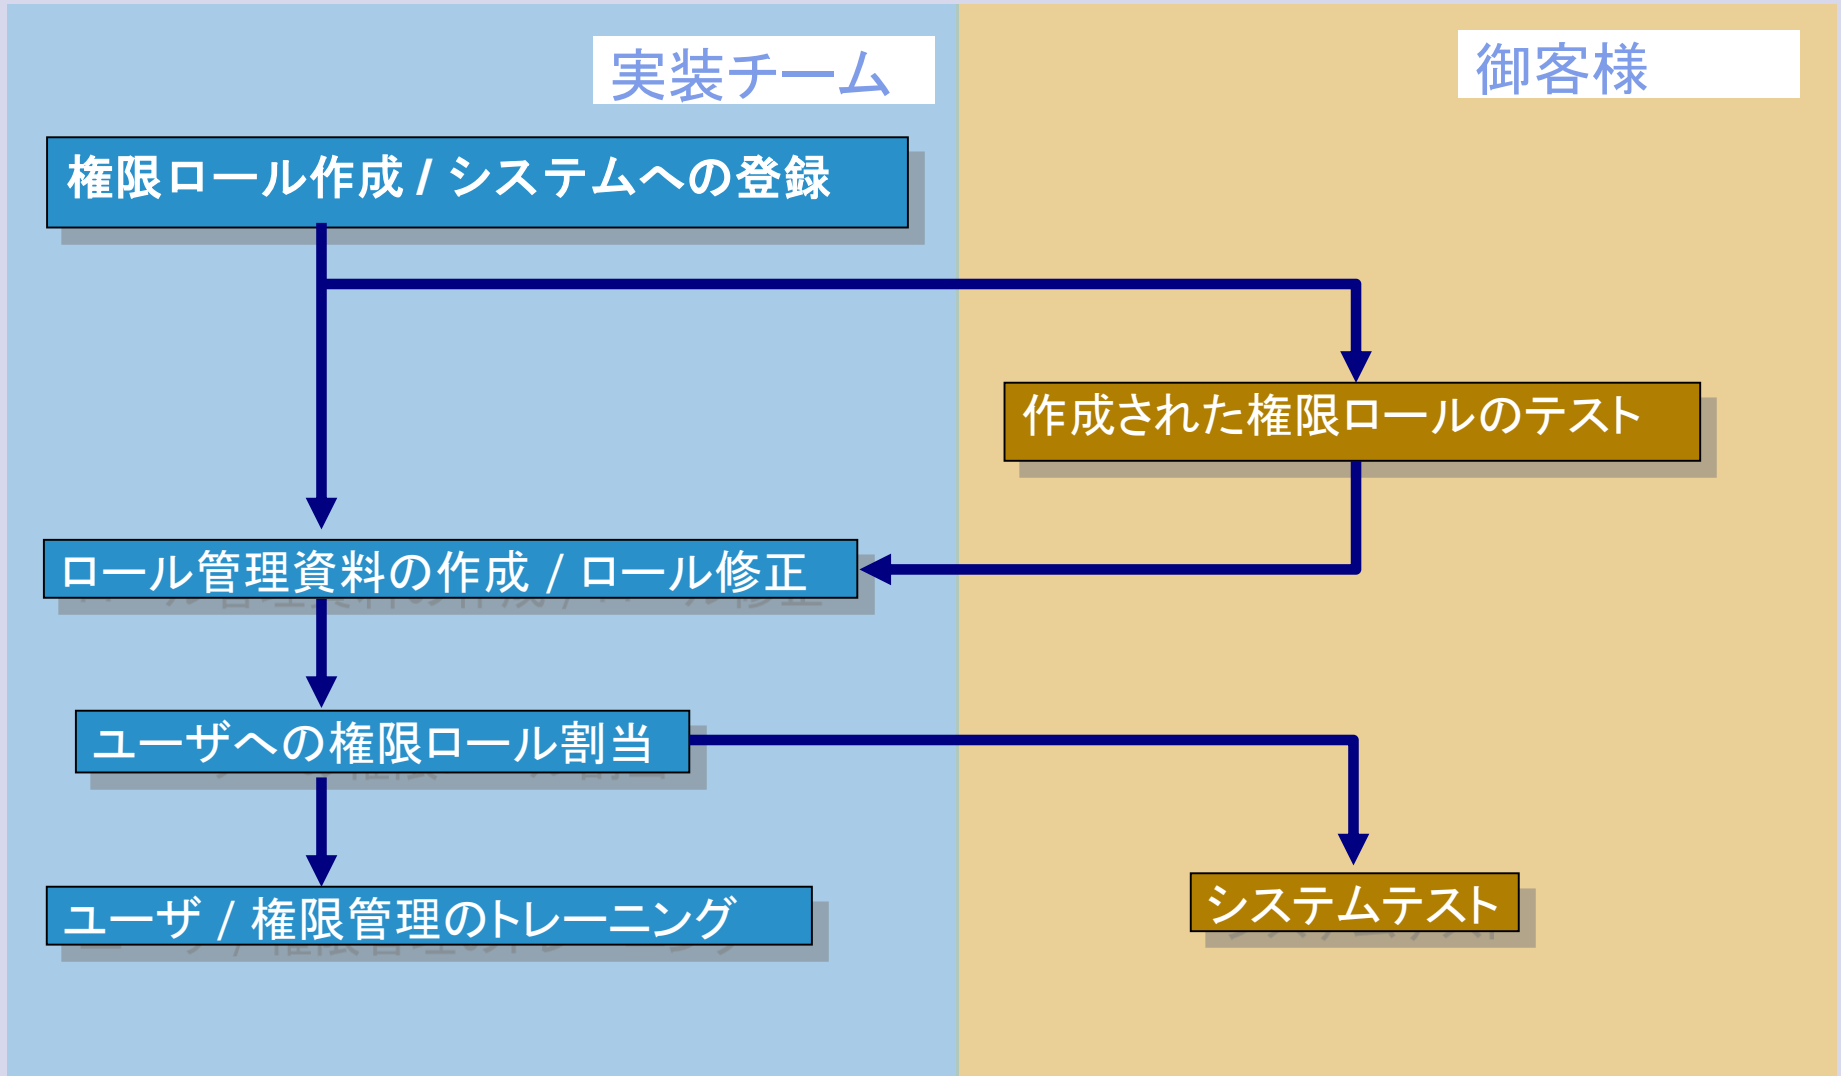 実装チーム
御客様
権限ロール作成 / システムへの登録
作成された権限ロールのテスト
ロール管理資料の作成 / ロール修正
ユーザへの権限ロール割当
ユーザ / 権限管理のトレーニング
システムテスト